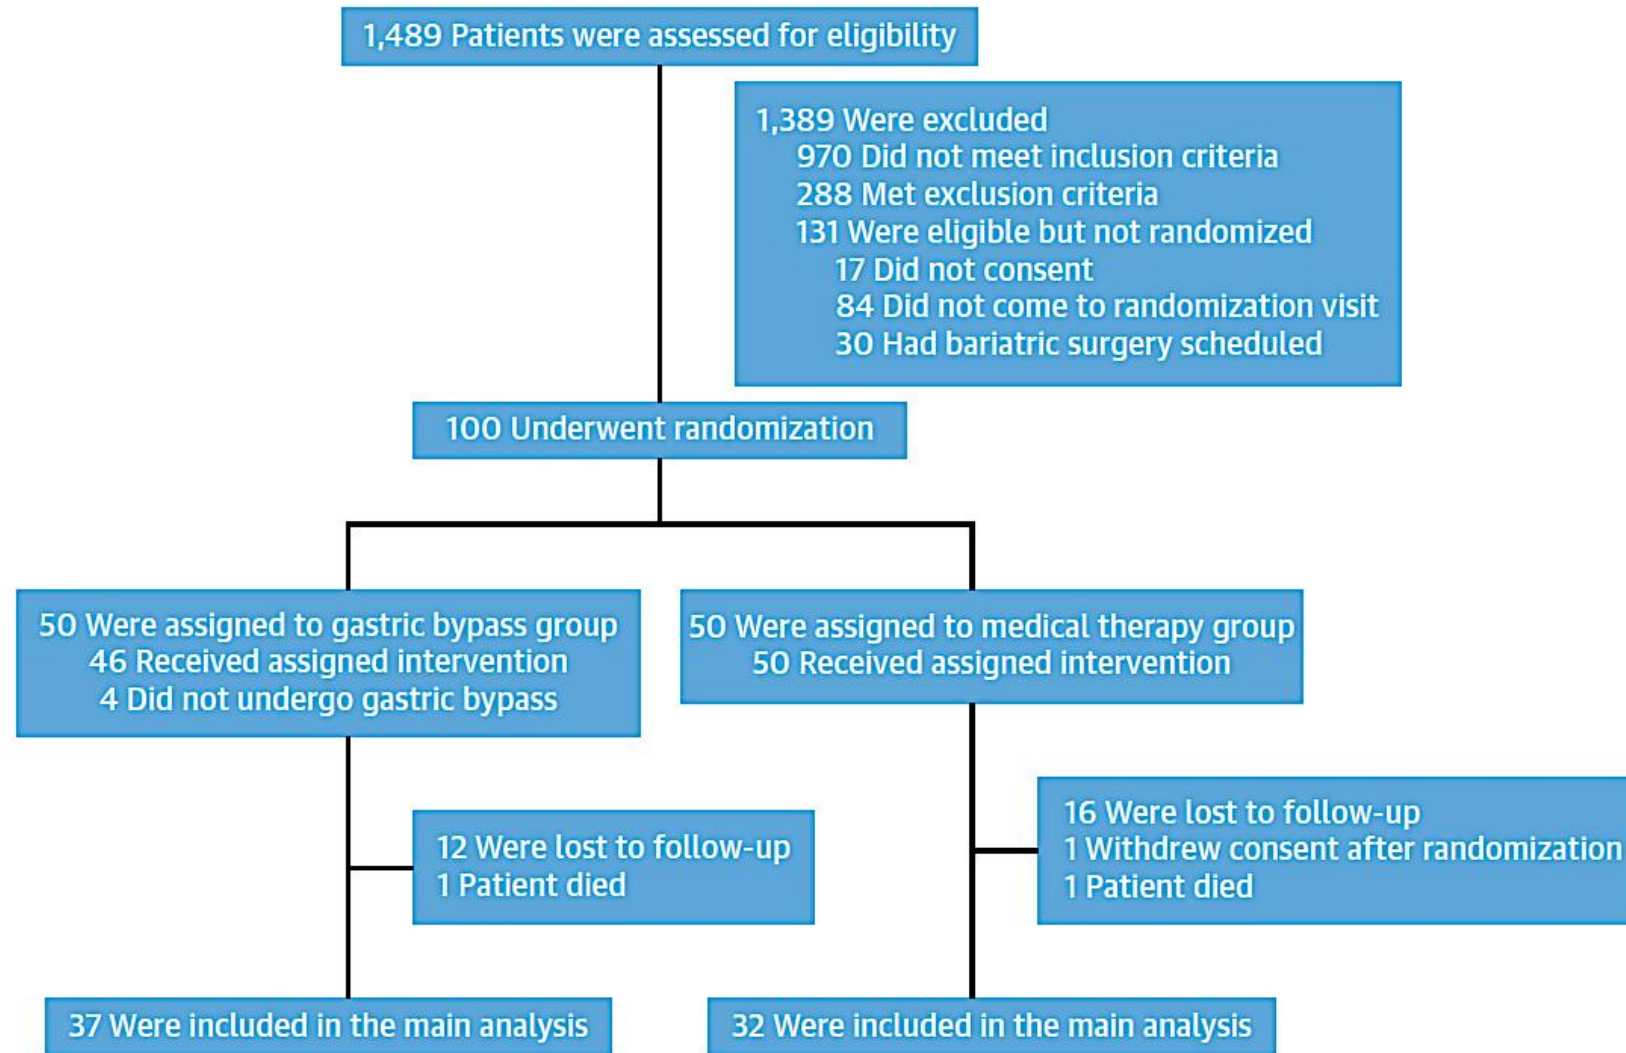 1,489 Patients were assessed for eligibility
1,389 Were excluded
970 Did not meet inclusion criteria
288 Met exclusion criteria
131 Were eligible but not randomized
17 Did not consent
84 Did not come to randomization visit
30 Had bariatric surgery scheduled
100 Underwent randomization
50 Were assigned to gastric bypass group
46 Received assigned intervention
4 Did not undergo gastric bypass
50 Were assigned to medical therapy group
50 Received assigned intervention
12 Were lost to follow-up
1 Patient died
16 Were lost to follow-up
1 Withdrew consent after randomization
1 Patient died
37 Were included in the main analysis
32 Were included in the main analysis